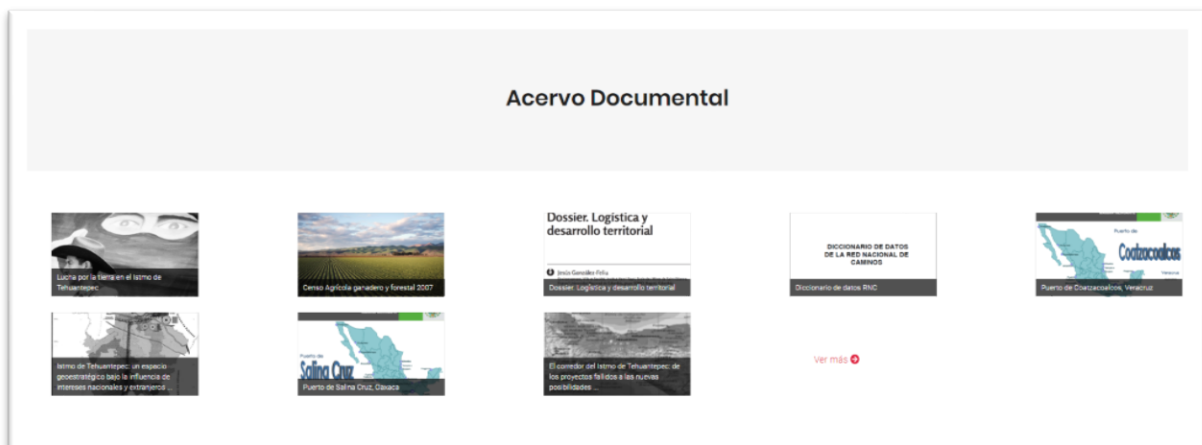 Acervo Documental
Lucha por la tierra en el Istmo de
Tehuantepec
Censo Agrícola ganadero y forestal 2007
Dossier. Logística y
desarrollo territorial
Jesús González-Feliu
Dossier. Logística y desarrollo territorial
DICCIONARIO DE DATOS
DE LA RED NACIONAL DE
CAMINOS
Diccionario de datos RNC
Puerto de
Coatzacoalcos
Veracruz
Puerto de Coatzacoalcos, Veracruz
Istmo de Tehuantepec: un espacio
geoestratégico bajo la influencia de
intereses nacionales y extranjeros ...
Puerto de
Salina Cruz
Puerto de Salina Cruz, Oaxaca
El corredor del Istmo de Tehuantepec: de
los proyectos fallidos a las nuevas
posibilidades ...
Ver más